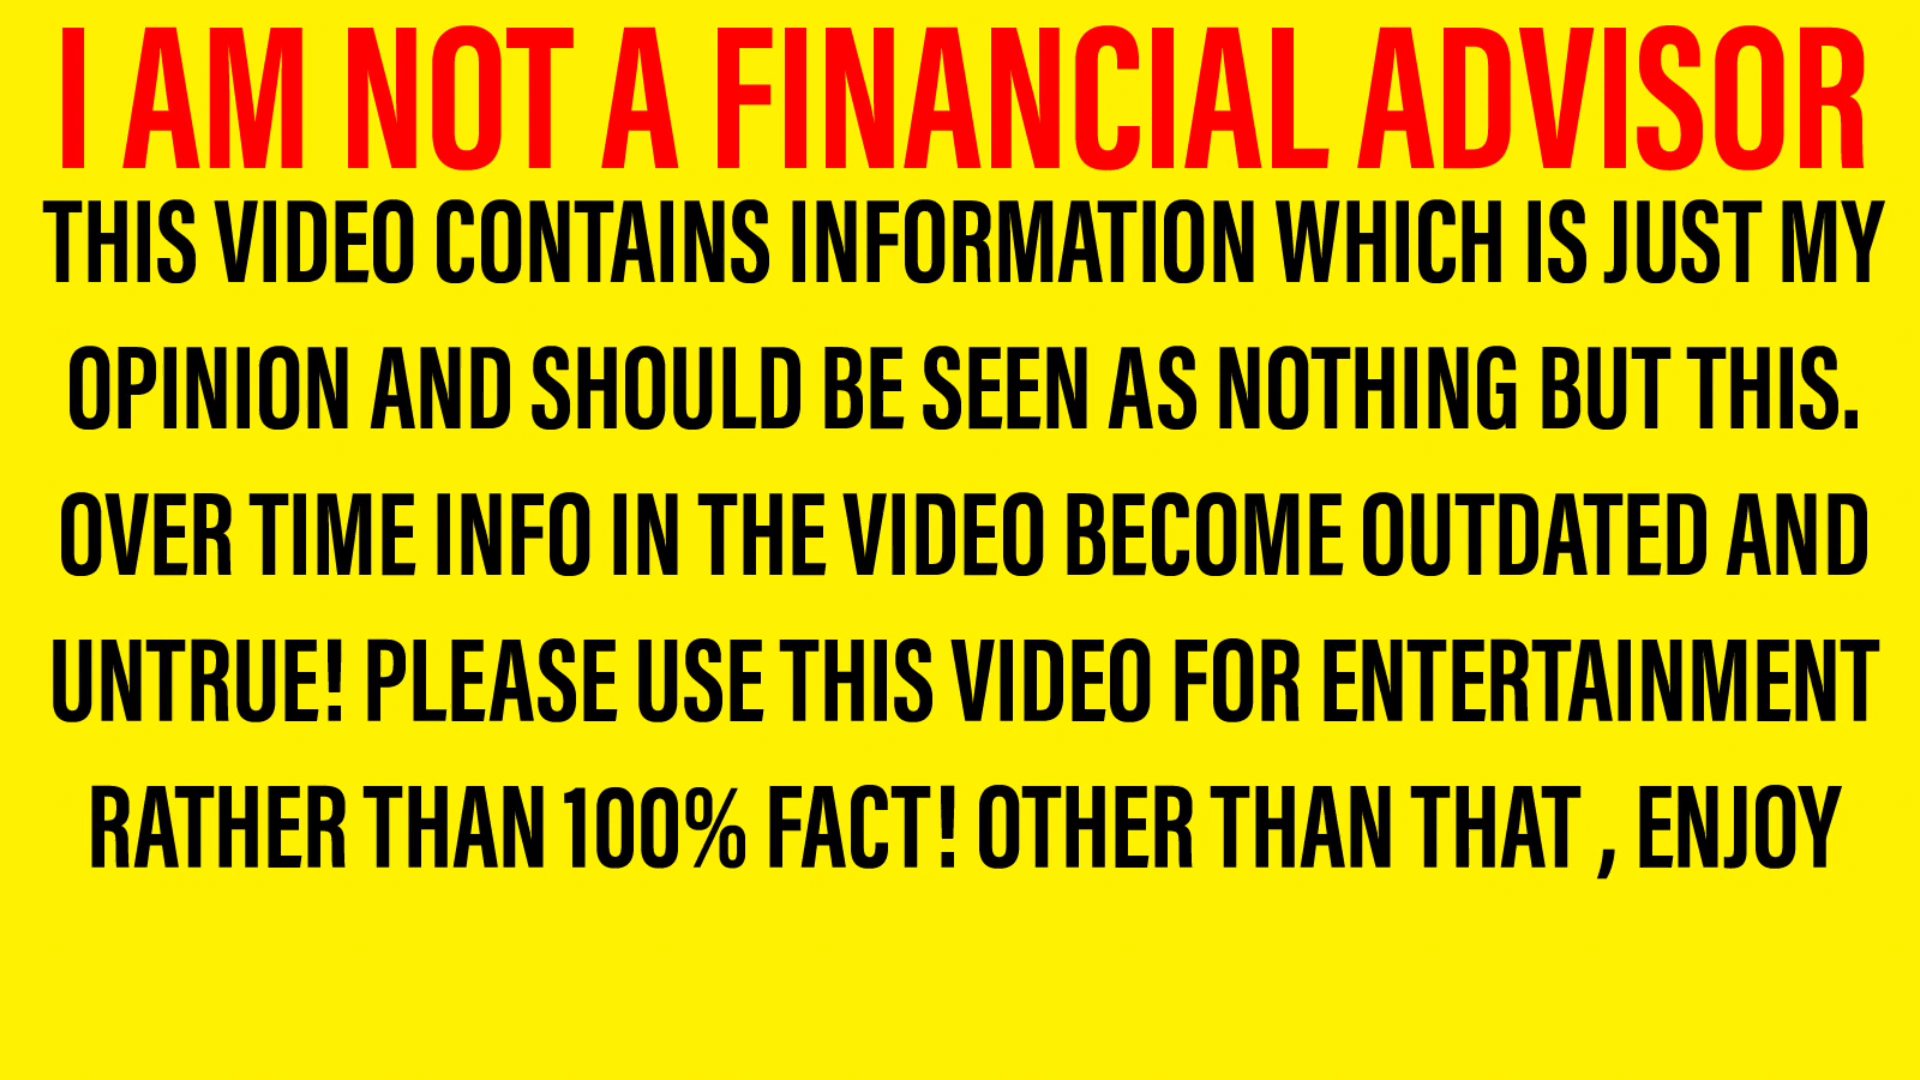 I AM NOT A FINANCIAL ADVISOR
THIS VIDEO CONTAINS INFORMATION WHICH IS JUST MY
OPINION AND SHOULD BE SEEN AS NOTHING BUT THIS.
OVER TIME INFO IN THE VIDEO BECOME OUTDATED AND
UNTRUE! PLEASE USE THIS VIDEO FOR ENTERTAINMENT
RATHER THAN 100% FACT! OTHER THAN THAT , ENJOY